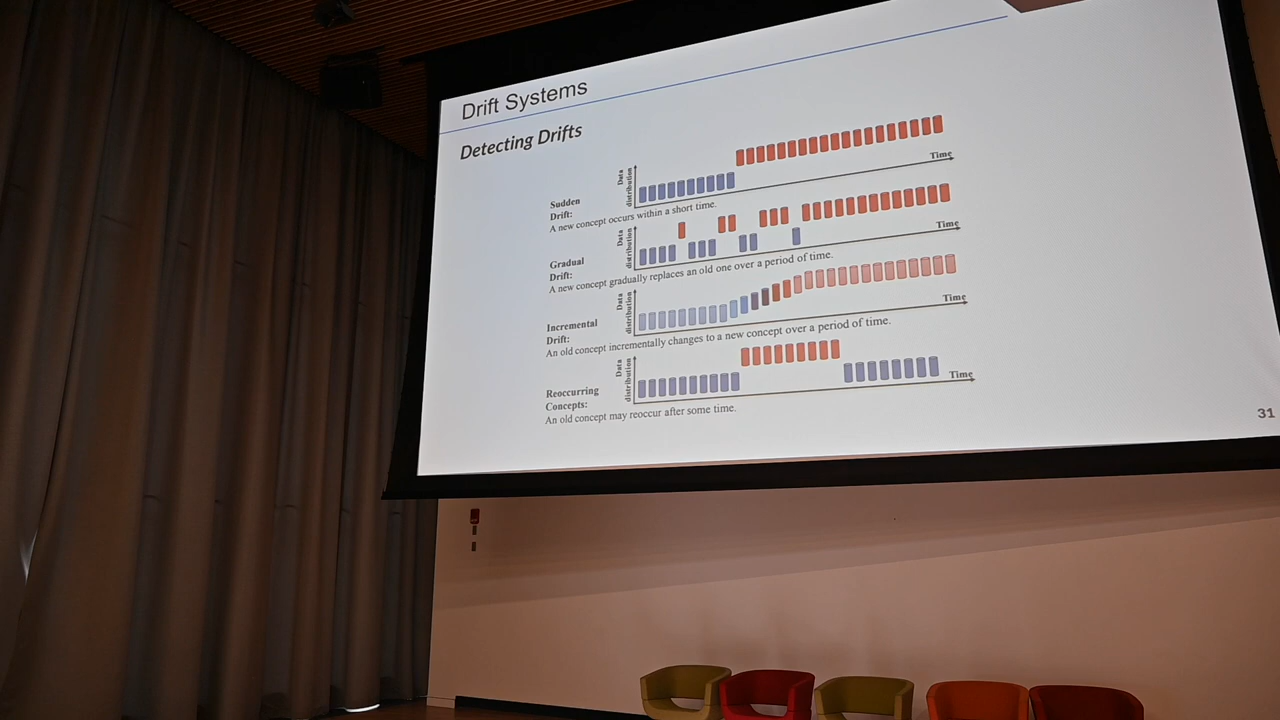 Drift Systems
Detecting Drifts
Data
distribution
Time
Sudden
Drift:
A new concept occurs within a short time.
Data
distribution
Time
Gradual
Drift:
A new concept gradually replaces an old one over a period of time.
Data
distribution
Time
Incremental
Drift:
An old concept incrementally changes to a new concept over a period of time.
Data
distribution
Time
Reoccurring
Concepts:
An old concept may reoccur after some time.
31